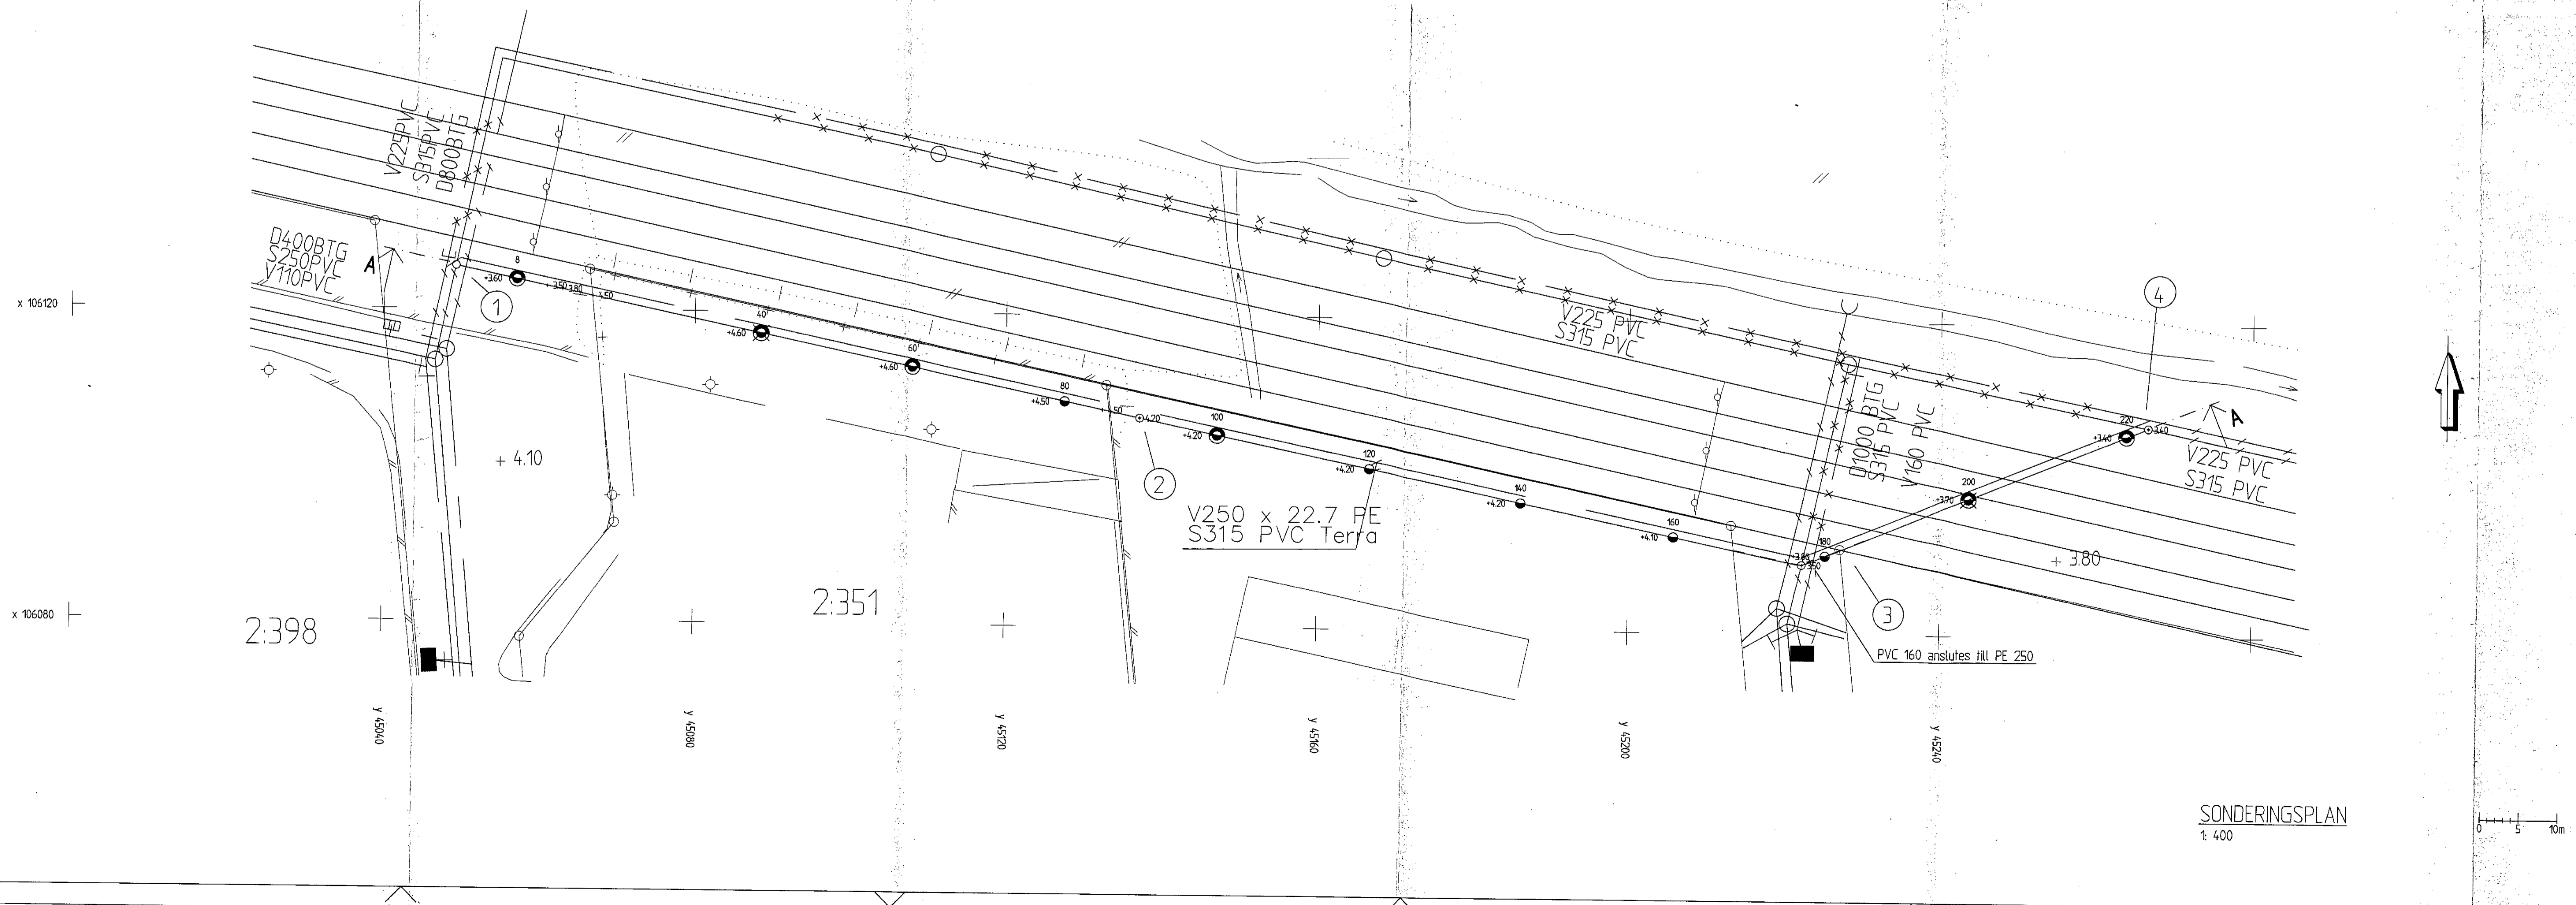 V225PVC
S315PVC
D800BTG
D400BTG
S250PVC
V110PVC
A
x 106120
1
8
+3.60
+3.50
3.80
3.50
40
+4.60
60
+4.60
80
+4.50
+4.50
4.20
100
+4.20
120
+4.20
140
+4.20
160
+4.10
180
+3.80
200
+3.70
220
+3.40
3.40
2
V250 x 22.7 PE
S315 PVC Terra
V225 PVC
S315 PVC
D1000 BTG
S315 PVC
V160 PVC
4
A
V225 PVC
S315 PVC
+ 4.10
+ 3.80
3
PVC 160 anslutes till PE 250
x 106080
2:398
2:351
y 45040
y 45080
y 45120
y 45160
y 45200
y 45240
SONDERINGSPLAN
1: 400
0 5 10m